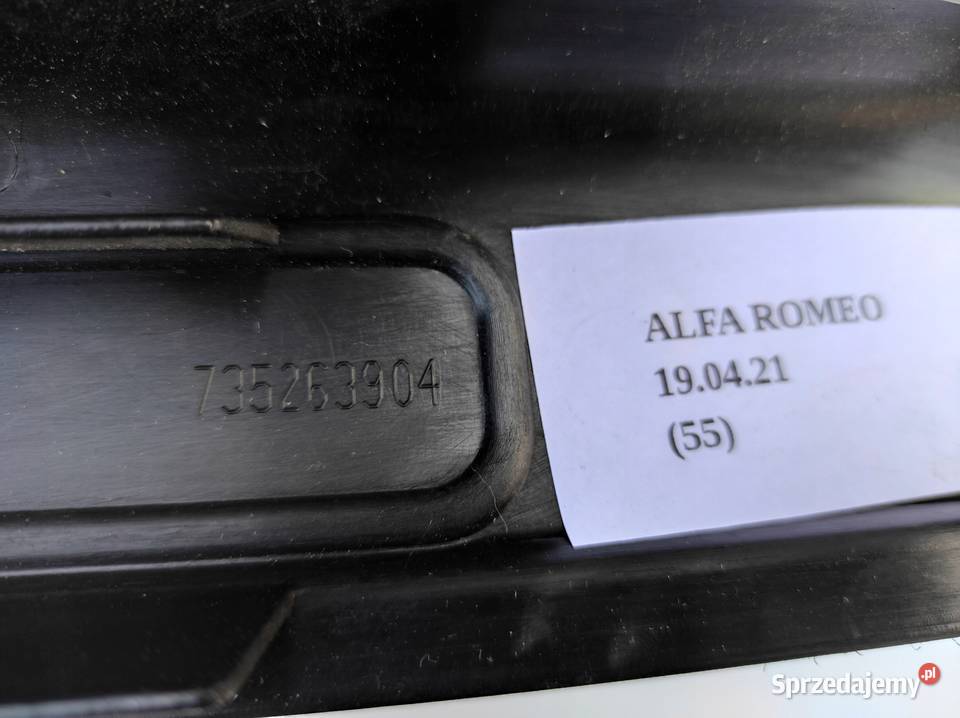 735263904
ALFA ROMEO
19.04.21
(55)
Sprzedajemy.pl